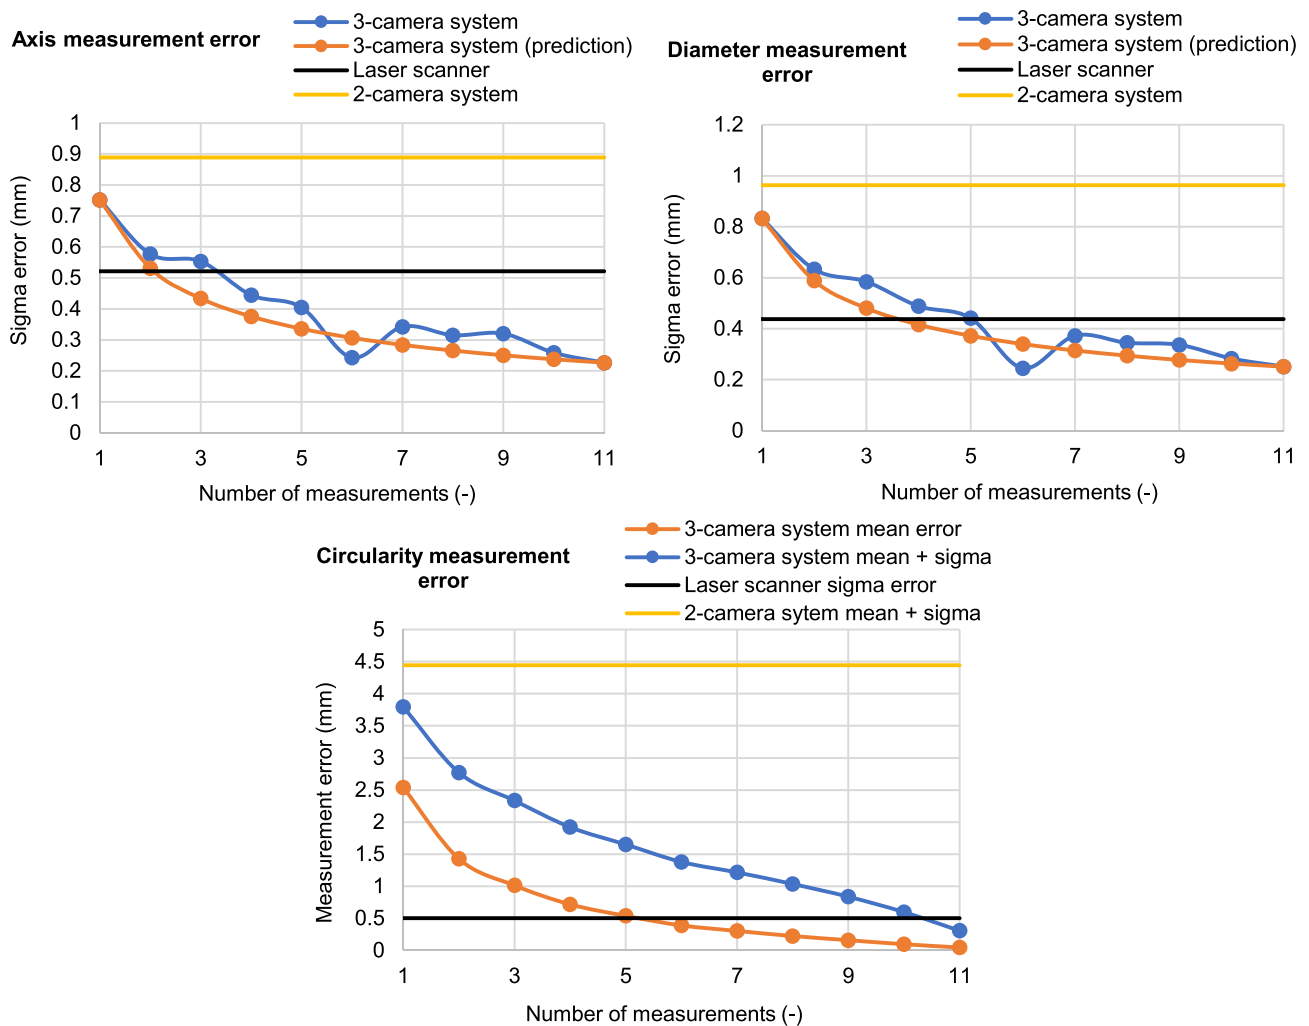 Axis measurement error
3-camera system
3-camera system (prediction)
Laser scanner
2-camera system
1
0.9
0.8
0.7
0.6
0.5
0.4
0.3
0.2
0.1
0
Sigma error (mm)
1 3 5 7 9 11
Number of measurements (-)
Diameter measurement
error
3-camera system
3-camera system (prediction)
Laser scanner
2-camera system
1.2
1
0.8
0.6
0.4
0.2
0
Sigma error (mm)
1 3 5 7 9 11
Number of measurements (-)
Circularity measurement
error
3-camera system mean error
3-camera system mean + sigma
Laser scanner sigma error
2-camera sytem mean + sigma
5
4.5
4
3.5
3
2.5
2
1.5
1
0.5
0
Measurement error (mm)
1 3 5 7 9 11
Number of measurements (-)